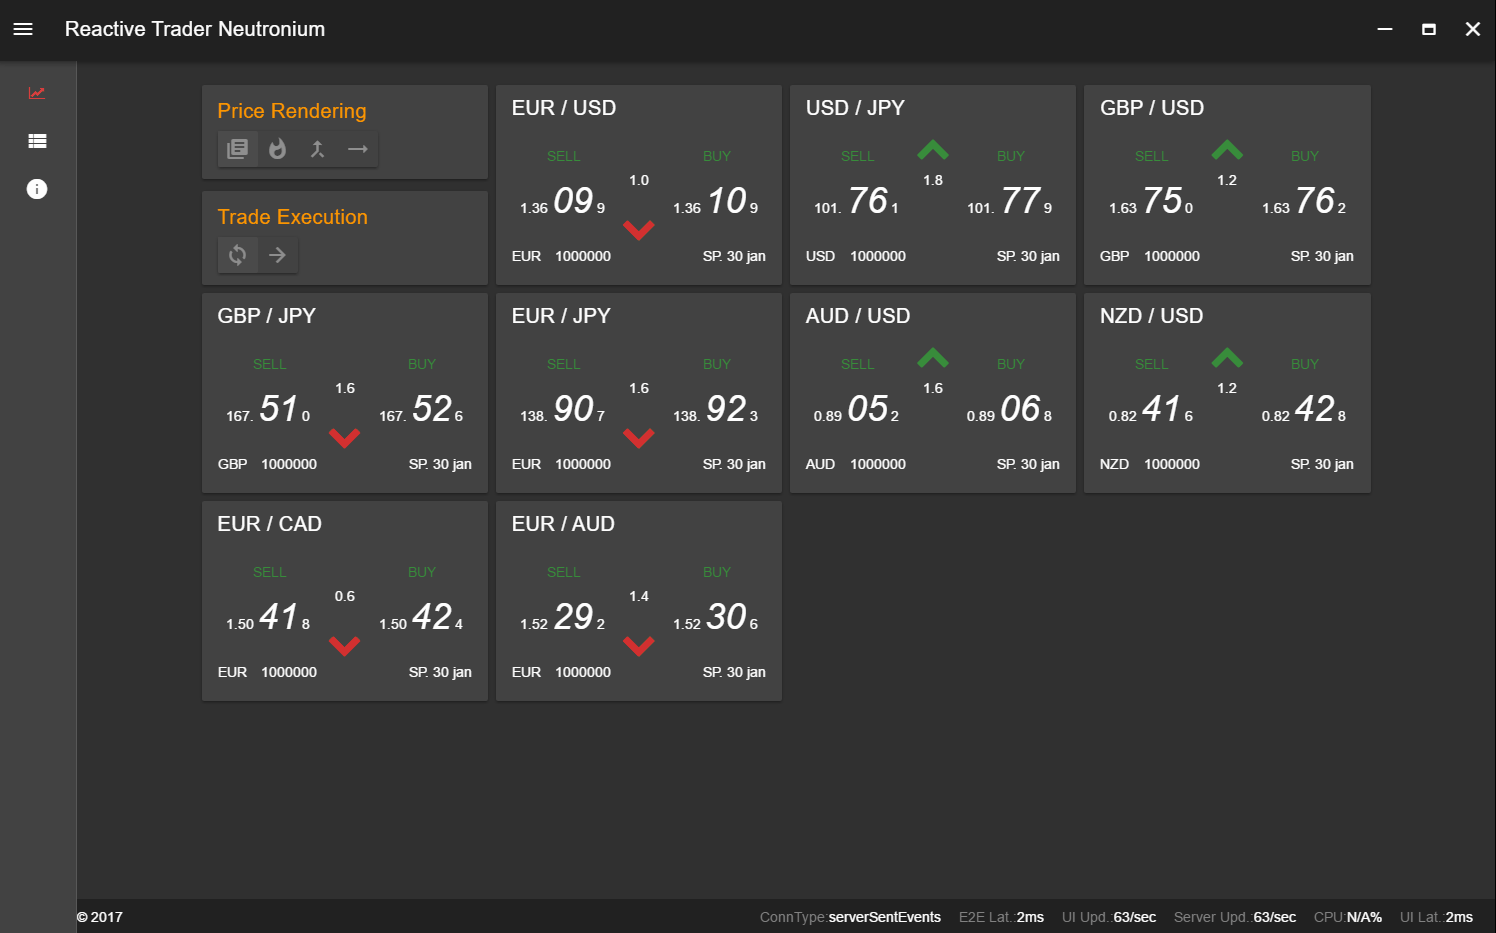 Reactive Trader Neutronium
Price Rendering
Trade Execution
EUR / USD
SELL BUY
1.0
1.36 09 9 1.36 10 9
EUR 1000000 SP. 30 jan
USD / JPY
SELL BUY
1.8
101. 76 1 101. 77 9
USD 1000000 SP. 30 jan
GBP / USD
SELL BUY
1.2
1.63 75 0 1.63 76 2
GBP 1000000 SP. 30 jan
GBP / JPY
SELL BUY
1.6
167. 51 0 167. 52 6
GBP 1000000 SP. 30 jan
EUR / JPY
SELL BUY
1.6
138. 90 7 138. 92 3
EUR 1000000 SP. 30 jan
AUD / USD
SELL BUY
1.6
0.89 05 2 0.89 06 8
AUD 1000000 SP. 30 jan
NZD / USD
SELL BUY
1.2
0.82 41 6 0.82 42 8
NZD 1000000 SP. 30 jan
EUR / CAD
SELL BUY
0.6
1.50 41 8 1.50 42 4
EUR 1000000 SP. 30 jan
EUR / AUD
SELL BUY
1.4
1.52 29 2 1.52 30 6
EUR 1000000 SP. 30 jan
© 2017 ConnType:serverSentEvents E2E Lat.:2ms UI Upd.:63/sec Server Upd.:63/sec CPU:N/A% UI Lat.:2ms